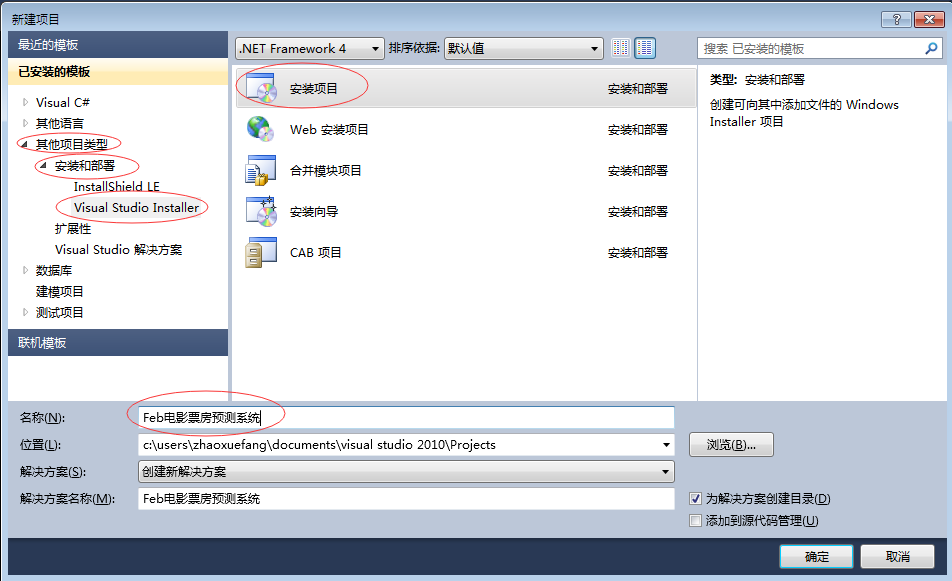 新建项目
最近的模板
已安装的模板
Visual C#
其他语言
其他项目类型
安装和部署
InstallShield LE
Visual Studio Installer
扩展性
Visual Studio 解决方案
数据库
建模项目
测试项目
联机模板
.NET Framework 4 排序依据: 默认值
安装项目 安装和部署
Web 安装项目 安装和部署
合并模块项目 安装和部署
安装向导 安装和部署
CAB 项目 安装和部署
搜索 已安装的模板
类型: 安装和部署
创建可向其中添加文件的 Windows
Installer 项目
名称(N): Feb电影票房预测系统
位置(L): c:\users\zhaoxuefang\documents\visual studio 2010\Projects 浏览(B)...
解决方案(S): 创建新解决方案
解决方案名称(M): Feb电影票房预测系统 为解决方案创建目录(D)
添加到源代码管理(U)
确定 取消